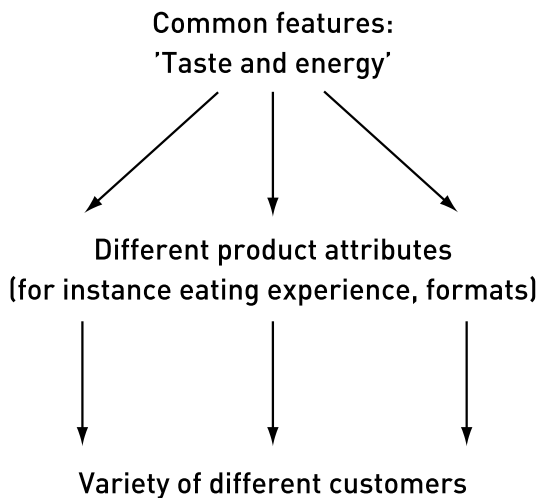 Common features:
’Taste and energy’
Different product attributes
(for instance eating experience, formats)
Variety of different customers